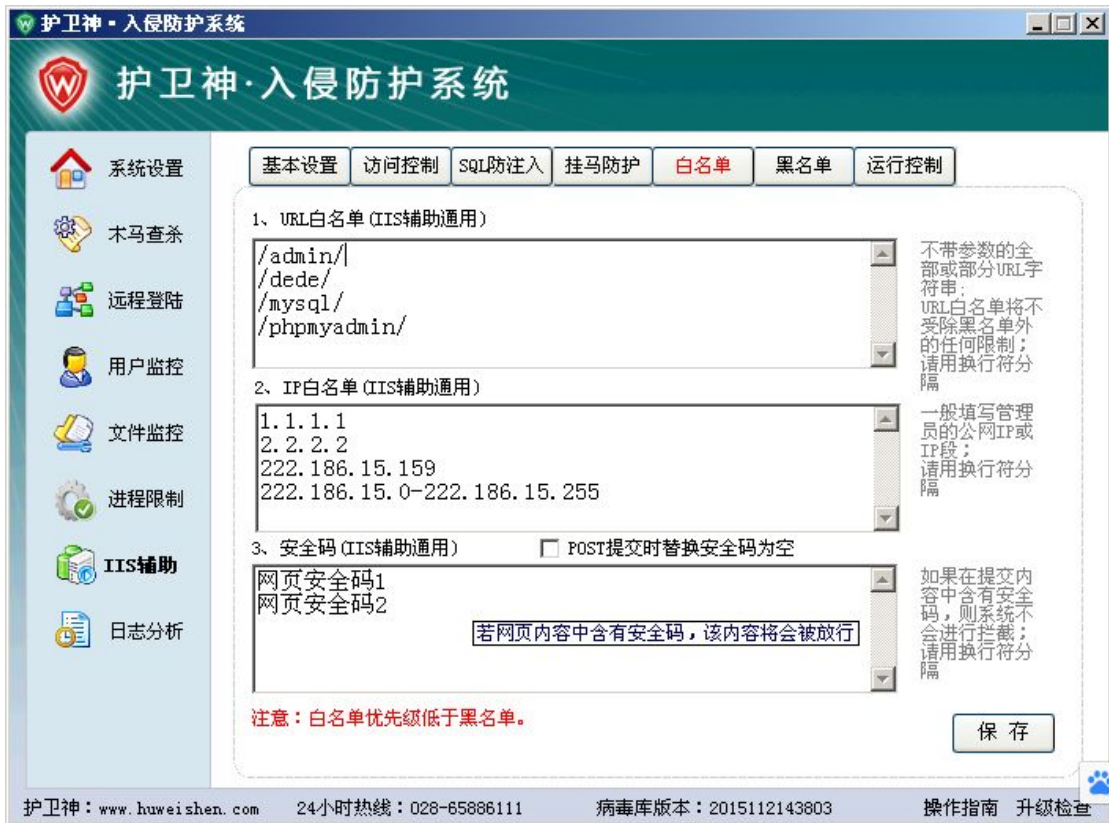 护卫神·入侵防护系统
护卫神·入侵防护系统
系统设置
木马查杀
远程登陆
用户监控
文件监控
进程限制
IIS辅助
日志分析
基本设置 访问控制 SQL防注入 挂马防护 白名单 黑名单 运行控制
1、URL白名单(IIS辅助通用)
/admin/
/dede/
/mysql/
/phpmyadmin/
不带参数的全
部或部分URL字
符串;
URL白名单将不
受除黑名单外
的任何限制;
请用换行符分
隔
2、IP白名单(IIS辅助通用)
1.1.1.1
2.2.2.2
222.186.15.159
222.186.15.0-222.186.15.255
一般填写管理
员的公网IP或
IP段;
请用换行符分
隔
3、安全码(IIS辅助通用) POST提交时替换安全码为空
网页安全码1
网页安全码2
若网页内容中含有安全码,该内容将会被放行
如果在提交内
容中含有安全
码,则系统不
会进行拦截;
请用换行符分
隔
注意:白名单优先级低于黑名单。
保 存
护卫神:www.huweishen.com 24小时热线:028-65886111 病毒库版本:2015112143803 操作指南 升级检查